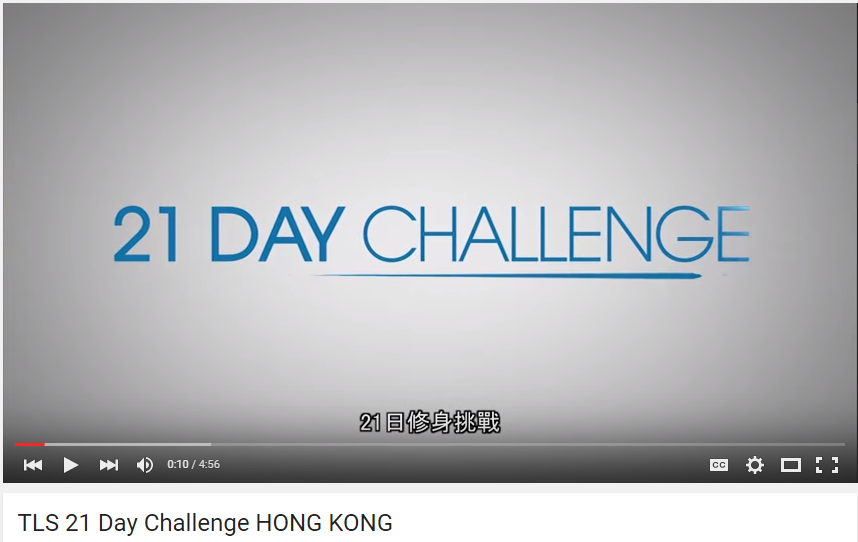 21 DAY CHALLENGE
21日修身挑戰
0:10 / 4:56
CC
TLS 21 Day Challenge HONG KONG